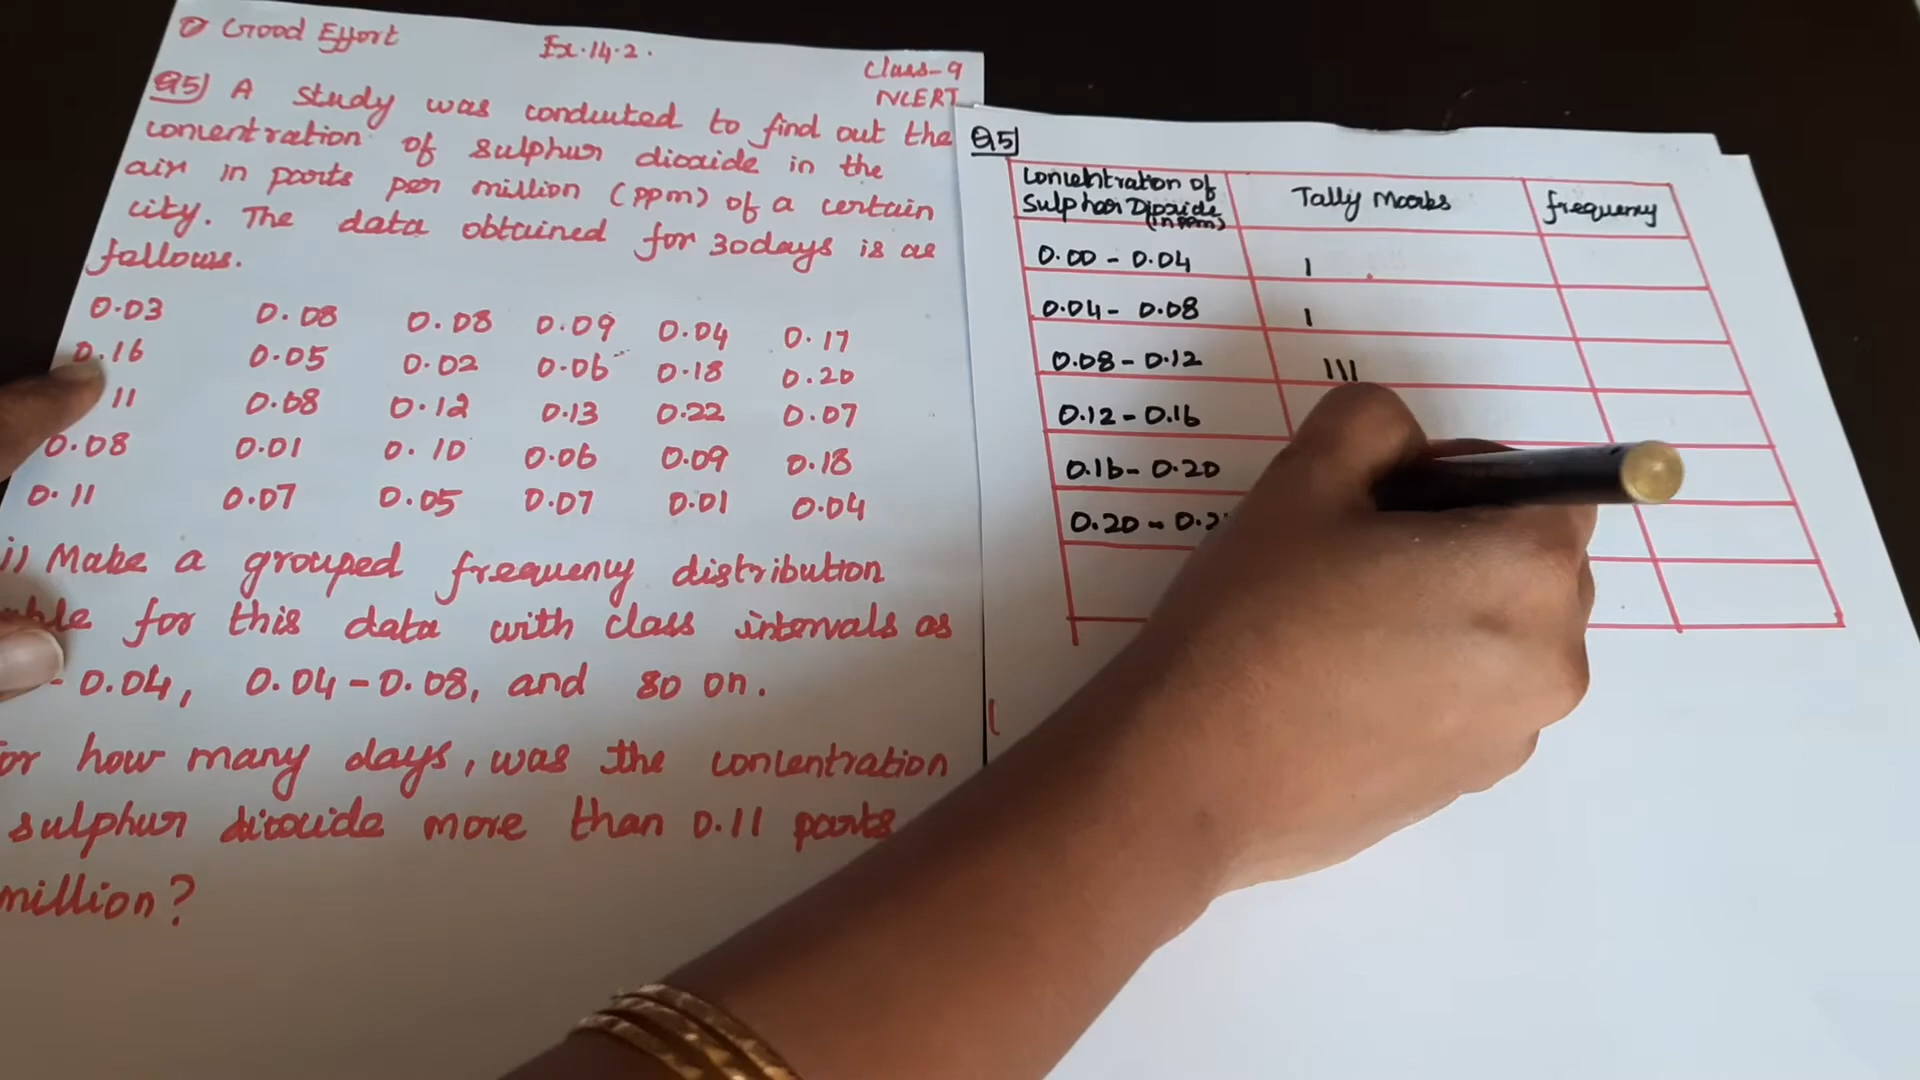 Good Effort
Ex.14.2.
Class-9
NCERT
Q5) A study was conducted to find out the
concentration of sulphur dioxide in the
air in parts per million (ppm) of a certain
city. The data obtained for 30days is as
follows.
0.03 0.08 0.08 0.09 0.04 0.17
0.16 0.05 0.02 0.06 0.18 0.20
11 0.08 0.12 0.13 0.22 0.07
0.08 0.01 0.10 0.06 0.09 0.18
0.11 0.07 0.05 0.07 0.01 0.04
i) Make a grouped frequency distribution
for this data with class intervals as
- 0.04, 0.04-0.08, and so on.
how many days, was the concentration
sulphur dioxide more than 0.11 parts
million?
Q5)
Concentration of
Sulphur Dioxide
(in ppm)
Tally Marks
frequency
0.00 - 0.04 |
0.04 - 0.08 |
0.08 - 0.12 |||
0.12 - 0.16
0.16 - 0.20
0.20 -